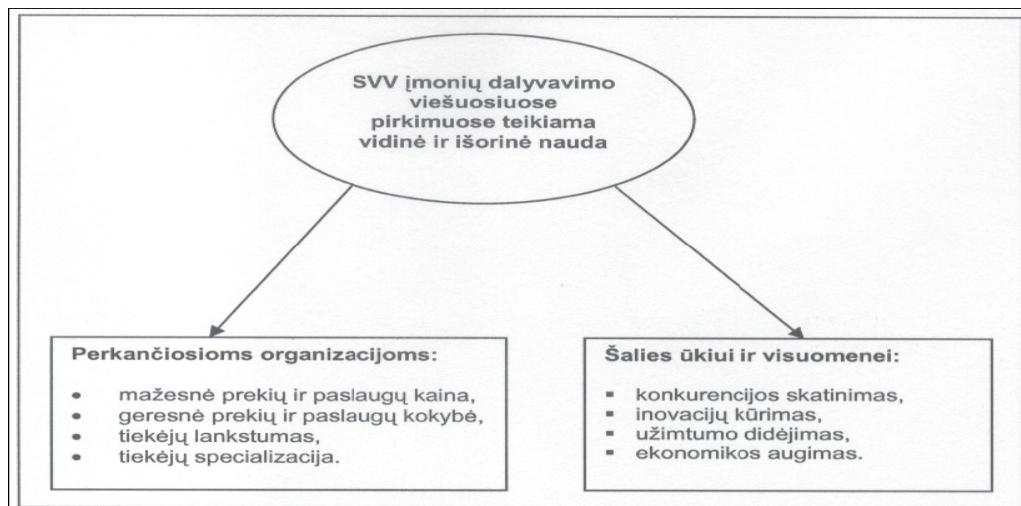 SVV įmonių dalyvavimo
viešuosiuose
pirkimuose teikiama
vidinė ir išorinė nauda
Perkančiosioms organizacijoms:
• mažesnė prekių ir paslaugų kaina,
• geresnė prekių ir paslaugų kokybė,
• tiekėjų lankstumas,
• tiekėjų specializacija.
Šalies ūkiui ir visuomenei:
▪ konkurencijos skatinimas,
▪ inovacijų kūrimas,
▪ užimtumo didėjimas,
▪ ekonomikos augimas.